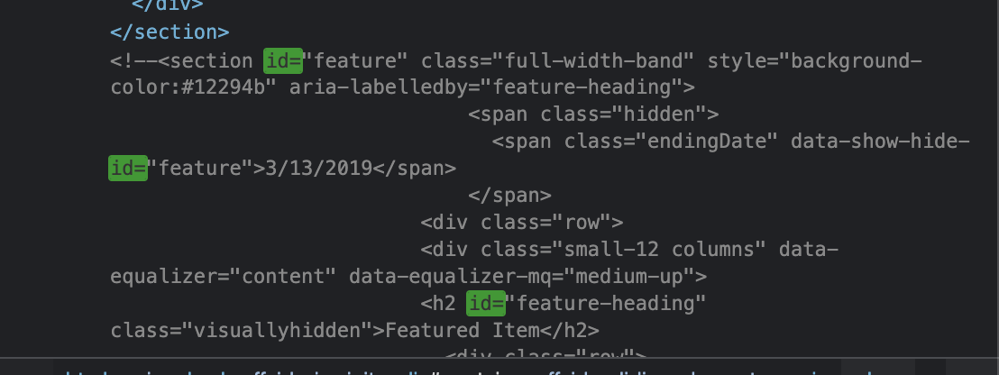 </div>
</section>
<!--<section id="feature" class="full-width-band" style="background-
color:#12294b" aria-labelledby="feature-heading">
<span class="hidden">
<span class="endingDate" data-show-hide-
id="feature">3/13/2019</span>
</span>
<div class="row">
<div class="small-12 columns" data-
equalizer="content" data-equalizer-mq="medium-up">
<h2 id="feature-heading"
class="visuallyhidden">Featured Item</h2>
<div class="row">